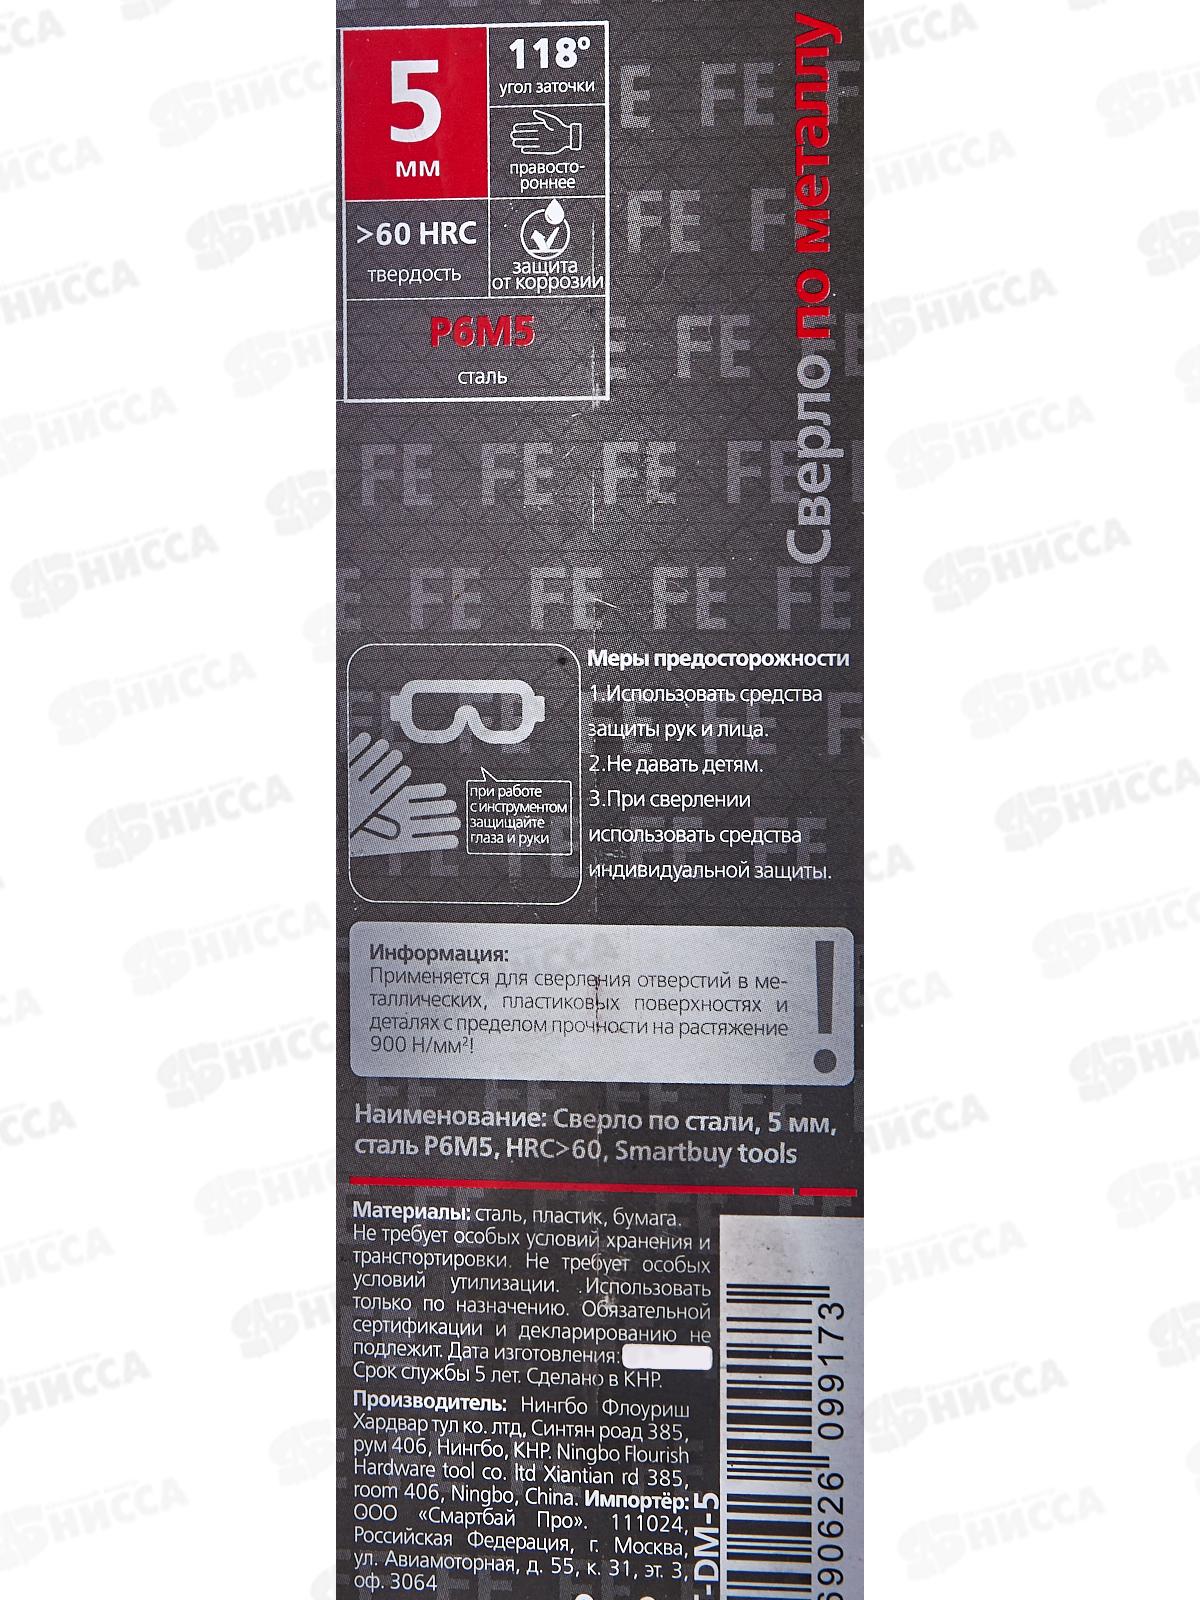 5
мм
118°
угол заточки
правосто-
роннее
>60 HRC
твердость
защита
от коррозии
Р6М5
сталь
Сверло по металлу
FE FE
FE FE
FE
FE FE FE FE
FE FE FE FE
при работе
с инструментом
защищайте
глаза и руки
Меры предосторожности
1.Использовать средства
защиты рук и лица.
2.Не давать детям.
3.При сверлении
использовать средства
индивидуальной защиты.
Информация:
Применяется для сверления отверстий в ме-
таллических, пластиковых поверхностях и
деталях с пределом прочности на растяжение
900 Н/мм²!
!
Наименование: Сверло по стали, 5 мм,
сталь Р6М5, HRC>60, Smartbuy tools
Материалы: сталь, пластик, бумага.
Не требует особых условий хранения и
транспортировки. Не требует особых
условий утилизации. Использовать
только по назначению. Обязательной
сертификации и декларированию не
подлежит. Дата изготовления:
Срок службы 5 лет. Сделано в КНР.
Производитель: Нингбо Флоуриш
Хардвар тул ко. лтд, Синтян роад 385,
рум 406, Нингбо, КНР. Ningbo Flourish
Hardware tool co. ltd Xiantian rd 385,
room 406, Ningbo, China. Импортёр:
ООО «Смартбай Про». 111024,
Российская Федерация, г. Москва,
ул. Авиамоторная, д. 55, к. 31, эт. 3,
оф. 3064
-DM-5
690626 099173
НИССА